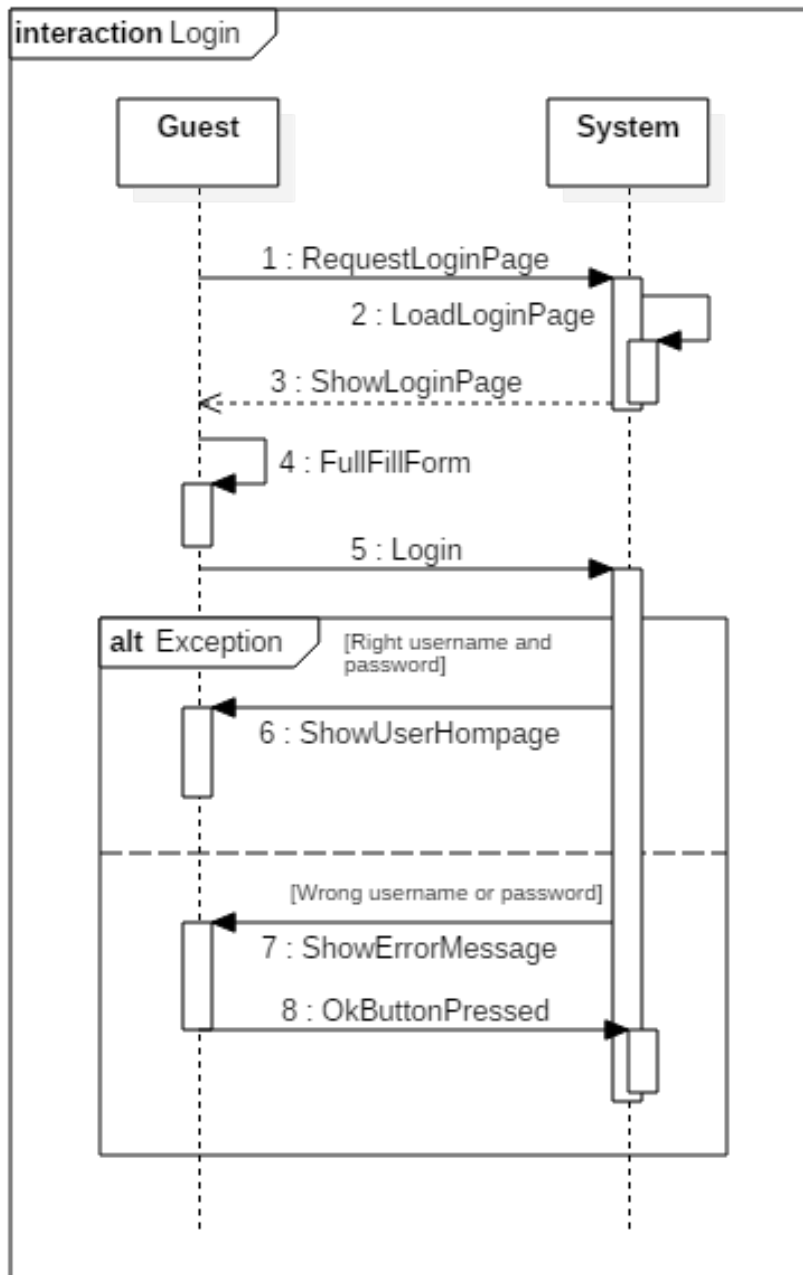 interaction Login
Guest
System
1 : RequestLoginPage
2 : LoadLoginPage
3 : ShowLoginPage
4 : FullFillForm
5 : Login
alt Exception
[Right username and
password]
6 : ShowUserHompage
[Wrong username or password]
7 : ShowErrorMessage
8 : OkButtonPressed